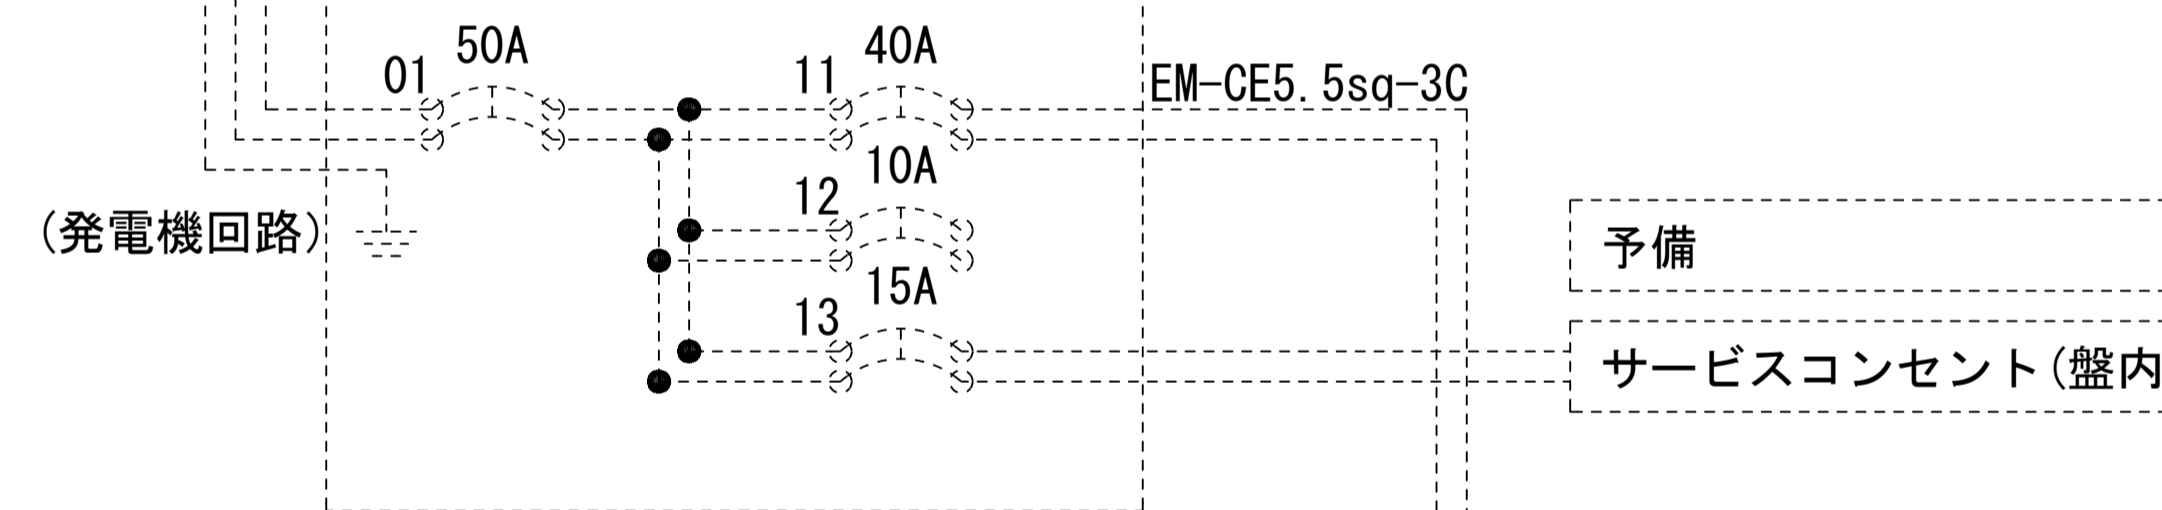 50A
01
40A
11
EM-CE5.5sq-3C
10A
12
(発電機回路)
予備
15A
13
サービスコンセント(盤内